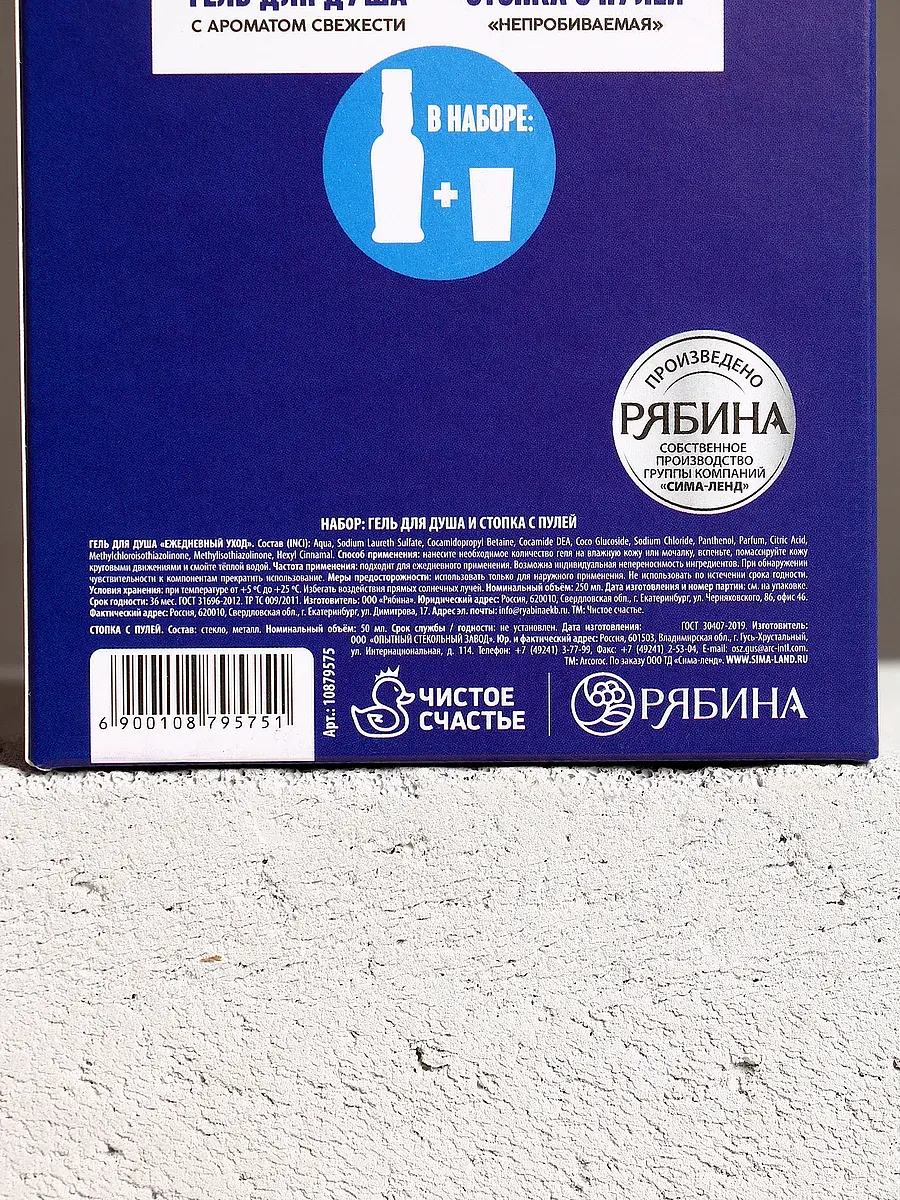 ГЕЛЬ ДЛЯ ДУША
С АРОМАТОМ СВЕЖЕСТИ
СТОПКА С ПУЛЕЙ
«НЕПРОБИВАЕМАЯ»
В НАБОРЕ:
ПРОИЗВЕДЕНО
РЯБИНА
СОБСТВЕННОЕ
ПРОИЗВОДСТВО
ГРУППЫ КОМПАНИЙ
«СИМА-ЛЕНД»
НАБОР: ГЕЛЬ ДЛЯ ДУША И СТОПКА С ПУЛЕЙ
ГЕЛЬ ДЛЯ ДУША «ЕЖЕДНЕВНЫЙ УХОД». Состав (INCI): Aqua, Sodium Laureth Sulfate, Cocamidopropyl Betaine, Cocamide DEA, Coco Glucoside, Sodium Chloride, Panthenol, Parfum, Citric Acid,
Methylchloroisothiazolinone, Methylisothiazolinone, Hexyl Cinnamal. Способ применения: нанесите необходимое количество геля на влажную кожу или мочалку, вспеньте, помассируйте кожу
круговыми движениями и смойте тёплой водой. Частота применения: подходит для ежедневного применения. Возможна индивидуальная непереносимость ингредиентов. При обнаружении
чувствительности к компонентам прекратить использование. Меры предосторожности: использовать только для наружного применения. Не использовать по истечении срока годности.
Условия хранения: при температуре от +5 °С до +25 °С. Избегать воздействия прямых солнечных лучей. Номинальный объём: 250 мл. Дата изготовления и номер партии: см. на упаковке.
Срок годности: 36 мес. ГОСТ 31696-2012. ТР ТС 009/2011. Изготовитель: ООО «Рябина». Юридический адрес: Россия, 620010, Свердловская обл., г. Екатеринбург, ул. Черняховского, 86, офис 46.
Фактический адрес: Россия, 620010, Свердловская обл., г. Екатеринбург, ул. Димитрова, 17. Адрес эл. почты: info@ryabinaekb.ru. ТМ: Чистое счастье.
СТОПКА С ПУЛЕЙ. Состав: стекло, металл. Номинальный объём: 50 мл. Срок службы / годности: не установлен. Дата изготовления: ГОСТ 30407-2019. Изготовитель:
ООО «ОПЫТНЫЙ СТЕКОЛЬНЫЙ ЗАВОД». Юр. и фактический адрес: Россия, 601503, Владимирская обл., г. Гусь-Хрустальный,
ул. Интернациональная, д. 114. Телефон: +7 (49241) 3-77-99, Факс: +7 (49241) 2-53-04, E-mail: osz.gus@arc-intl.com.
ТМ: Arcoroc. По заказу ООО ТД «Сима-ленд». WWW.SIMA-LAND.RU
6 900108 795751
Арт.: 10879575
ЧИСТОЕ
СЧАСТЬЕ
РЯБИНА